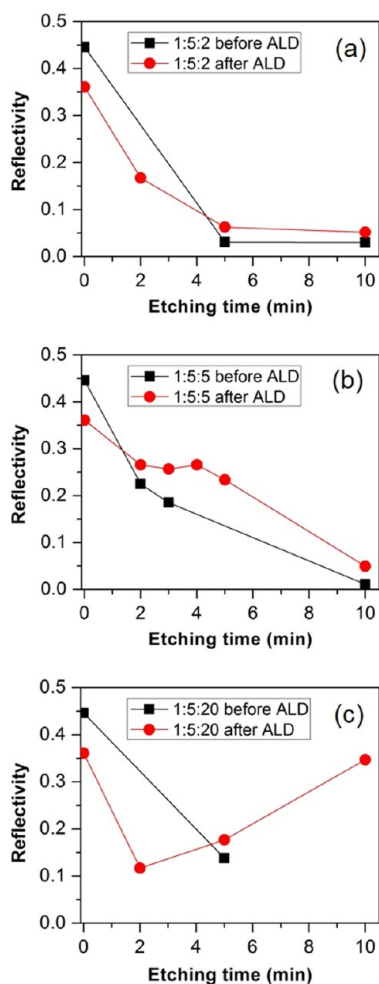 1:5:2 before ALD
1:5:2 after ALD
(a)
Reflectivity
0.5
0.4
0.3
0.2
0.1
0.0
0 2 4 6 8 10
Etching time (min)
1:5:5 before ALD
1:5:5 after ALD
(b)
Reflectivity
0.5
0.4
0.3
0.2
0.1
0.0
0 2 4 6 8 10
Etching time (min)
1:5:20 before ALD
1:5:20 after ALD
(c)
Reflectivity
0.5
0.4
0.3
0.2
0.1
0.0
0 2 4 6 8 10
Etching time (min)